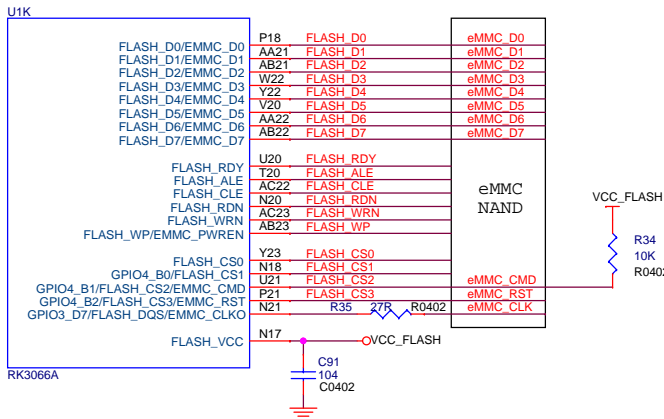 U1K
FLASH_D0/EMMC_D0 P18 FLASH_D0 eMMC_D0
FLASH_D1/EMMC_D1 AA21 FLASH_D1 eMMC_D1
FLASH_D2/EMMC_D2 AB21 FLASH_D2 eMMC_D2
FLASH_D3/EMMC_D3 W22 FLASH_D3 eMMC_D3
FLASH_D4/EMMC_D4 Y22 FLASH_D4 eMMC_D4
FLASH_D5/EMMC_D5 V20 FLASH_D5 eMMC_D5
FLASH_D6/EMMC_D6 AA22 FLASH_D6 eMMC_D6
FLASH_D7/EMMC_D7 AB22 FLASH_D7 eMMC_D7
FLASH_RDY U20 FLASH_RDY
FLASH_ALE T20 FLASH_ALE
FLASH_CLE AC22 FLASH_CLE
FLASH_RDN N20 FLASH_RDN
FLASH_WRN AC23 FLASH_WRN
FLASH_WP/EMMC_PWREN AB23 FLASH_WP
eMMC
NAND
VCC_FLASH
R34
10K
R0402
FLASH_CS0 Y23 FLASH_CS0
GPIO4_B0/FLASH_CS1 N18 FLASH_CS1
GPIO4_B1/FLASH_CS2/EMMC_CMD U21 FLASH_CS2 eMMC_CMD
GPIO4_B2/FLASH_CS3/EMMC_RST P21 FLASH_CS3 eMMC_RST
GPIO3_D7/FLASH_DQS/EMMC_CLKO N21 R35 27R R0402 eMMC_CLK
FLASH_VCC N17 VCC_FLASH
C91
104
C0402
RK3066A